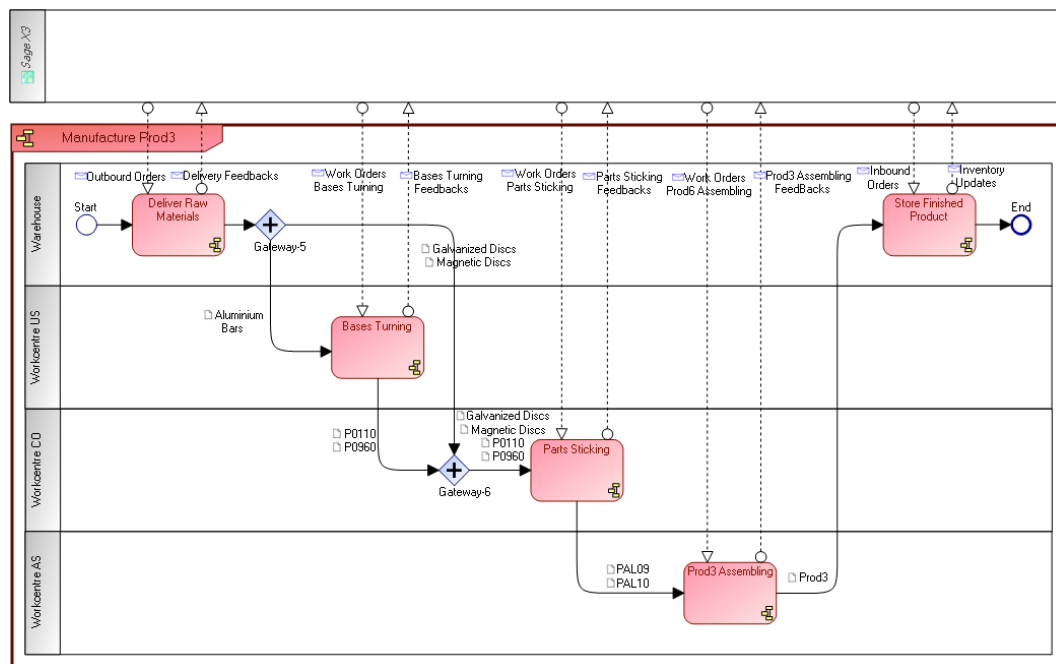 Sage X3
Manufacture Prod3
Warehouse
Start
Outbourd Orders
Delivery Feedbacks
Deliver Raw
Materials
Gateway-5
Work Orders
Bases Turning
Bases Turning
Feedbacks
Galvanized Discs
Magnetic Discs
Work Orders
Parts Sticking
Parts Sticking
Feedbacks
Work Orders
Prod6 Assembling
Prod3 Assembling
FeedBacks
Inbound
Orders
Inventory
Updates
Store Finished
Product
End
Workcentre US
Aluminium
Bars
Bases Turning
Workcentre CO
P0110
P0960
Galvanized Discs
Magnetic Discs
P0110
P0960
Gateway-6
Parts Sticking
Workcentre AS
PAL09
PAL10
Prod3 Assembling
Prod3